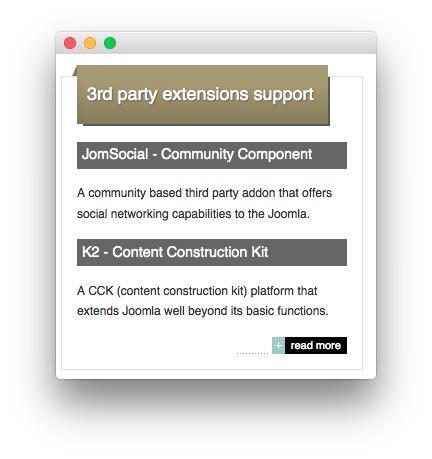 3rd party extensions support
JomSocial - Community Component
A community based third party addon that offers
social networking capabilities to the Joomla.
K2 - Content Construction Kit
A CCK (content construction kit) platform that
extends Joomla well beyond its basic functions.
+ read more